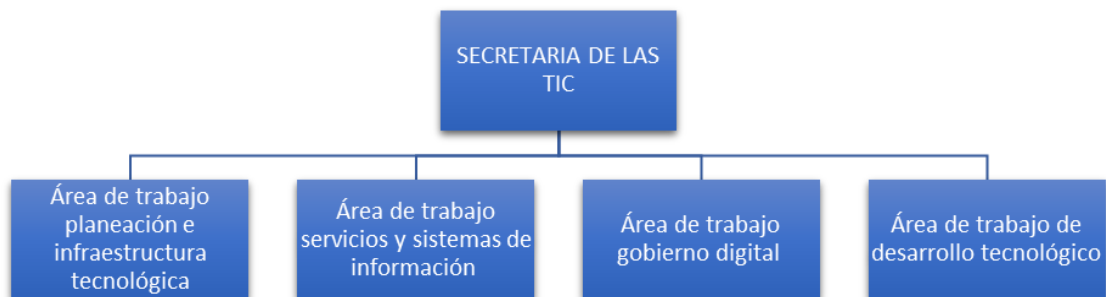 SECRETARIA DE LAS
TIC
Área de trabajo
planeación e
infraestructura
tecnológica
Área de trabajo
servicios y sistemas de
información
Área de trabajo
gobierno digital
Área de trabajo de
desarrollo tecnológico